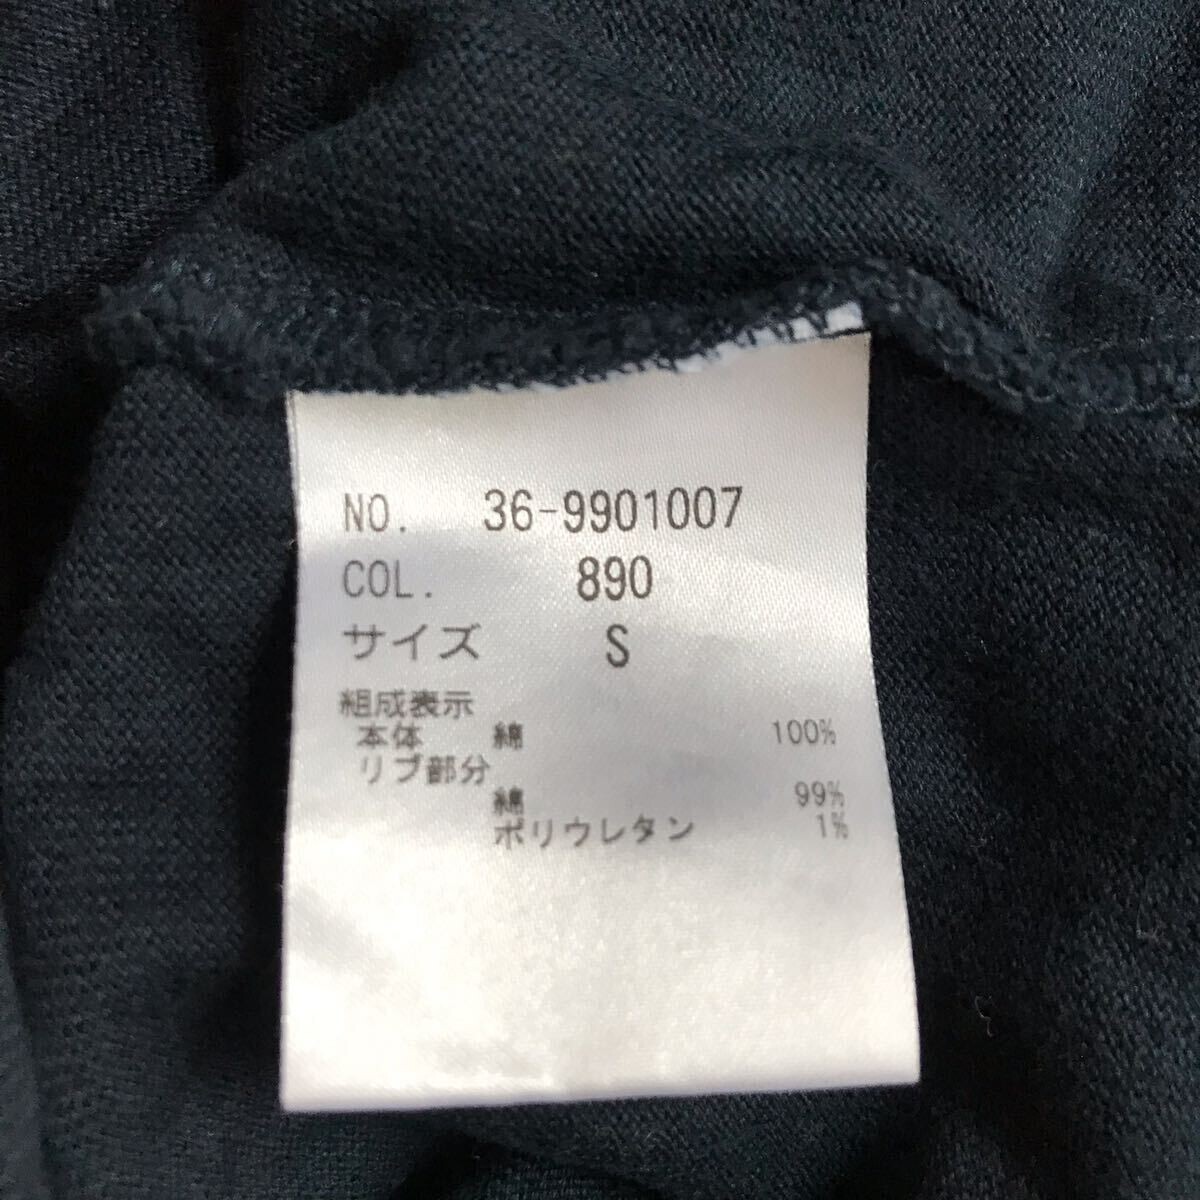 NO. 36-9901007
COL. 890
サイズ S
組成表示
本体 綿 100%
リブ部分
綿 99%
ポリウレタン 1%